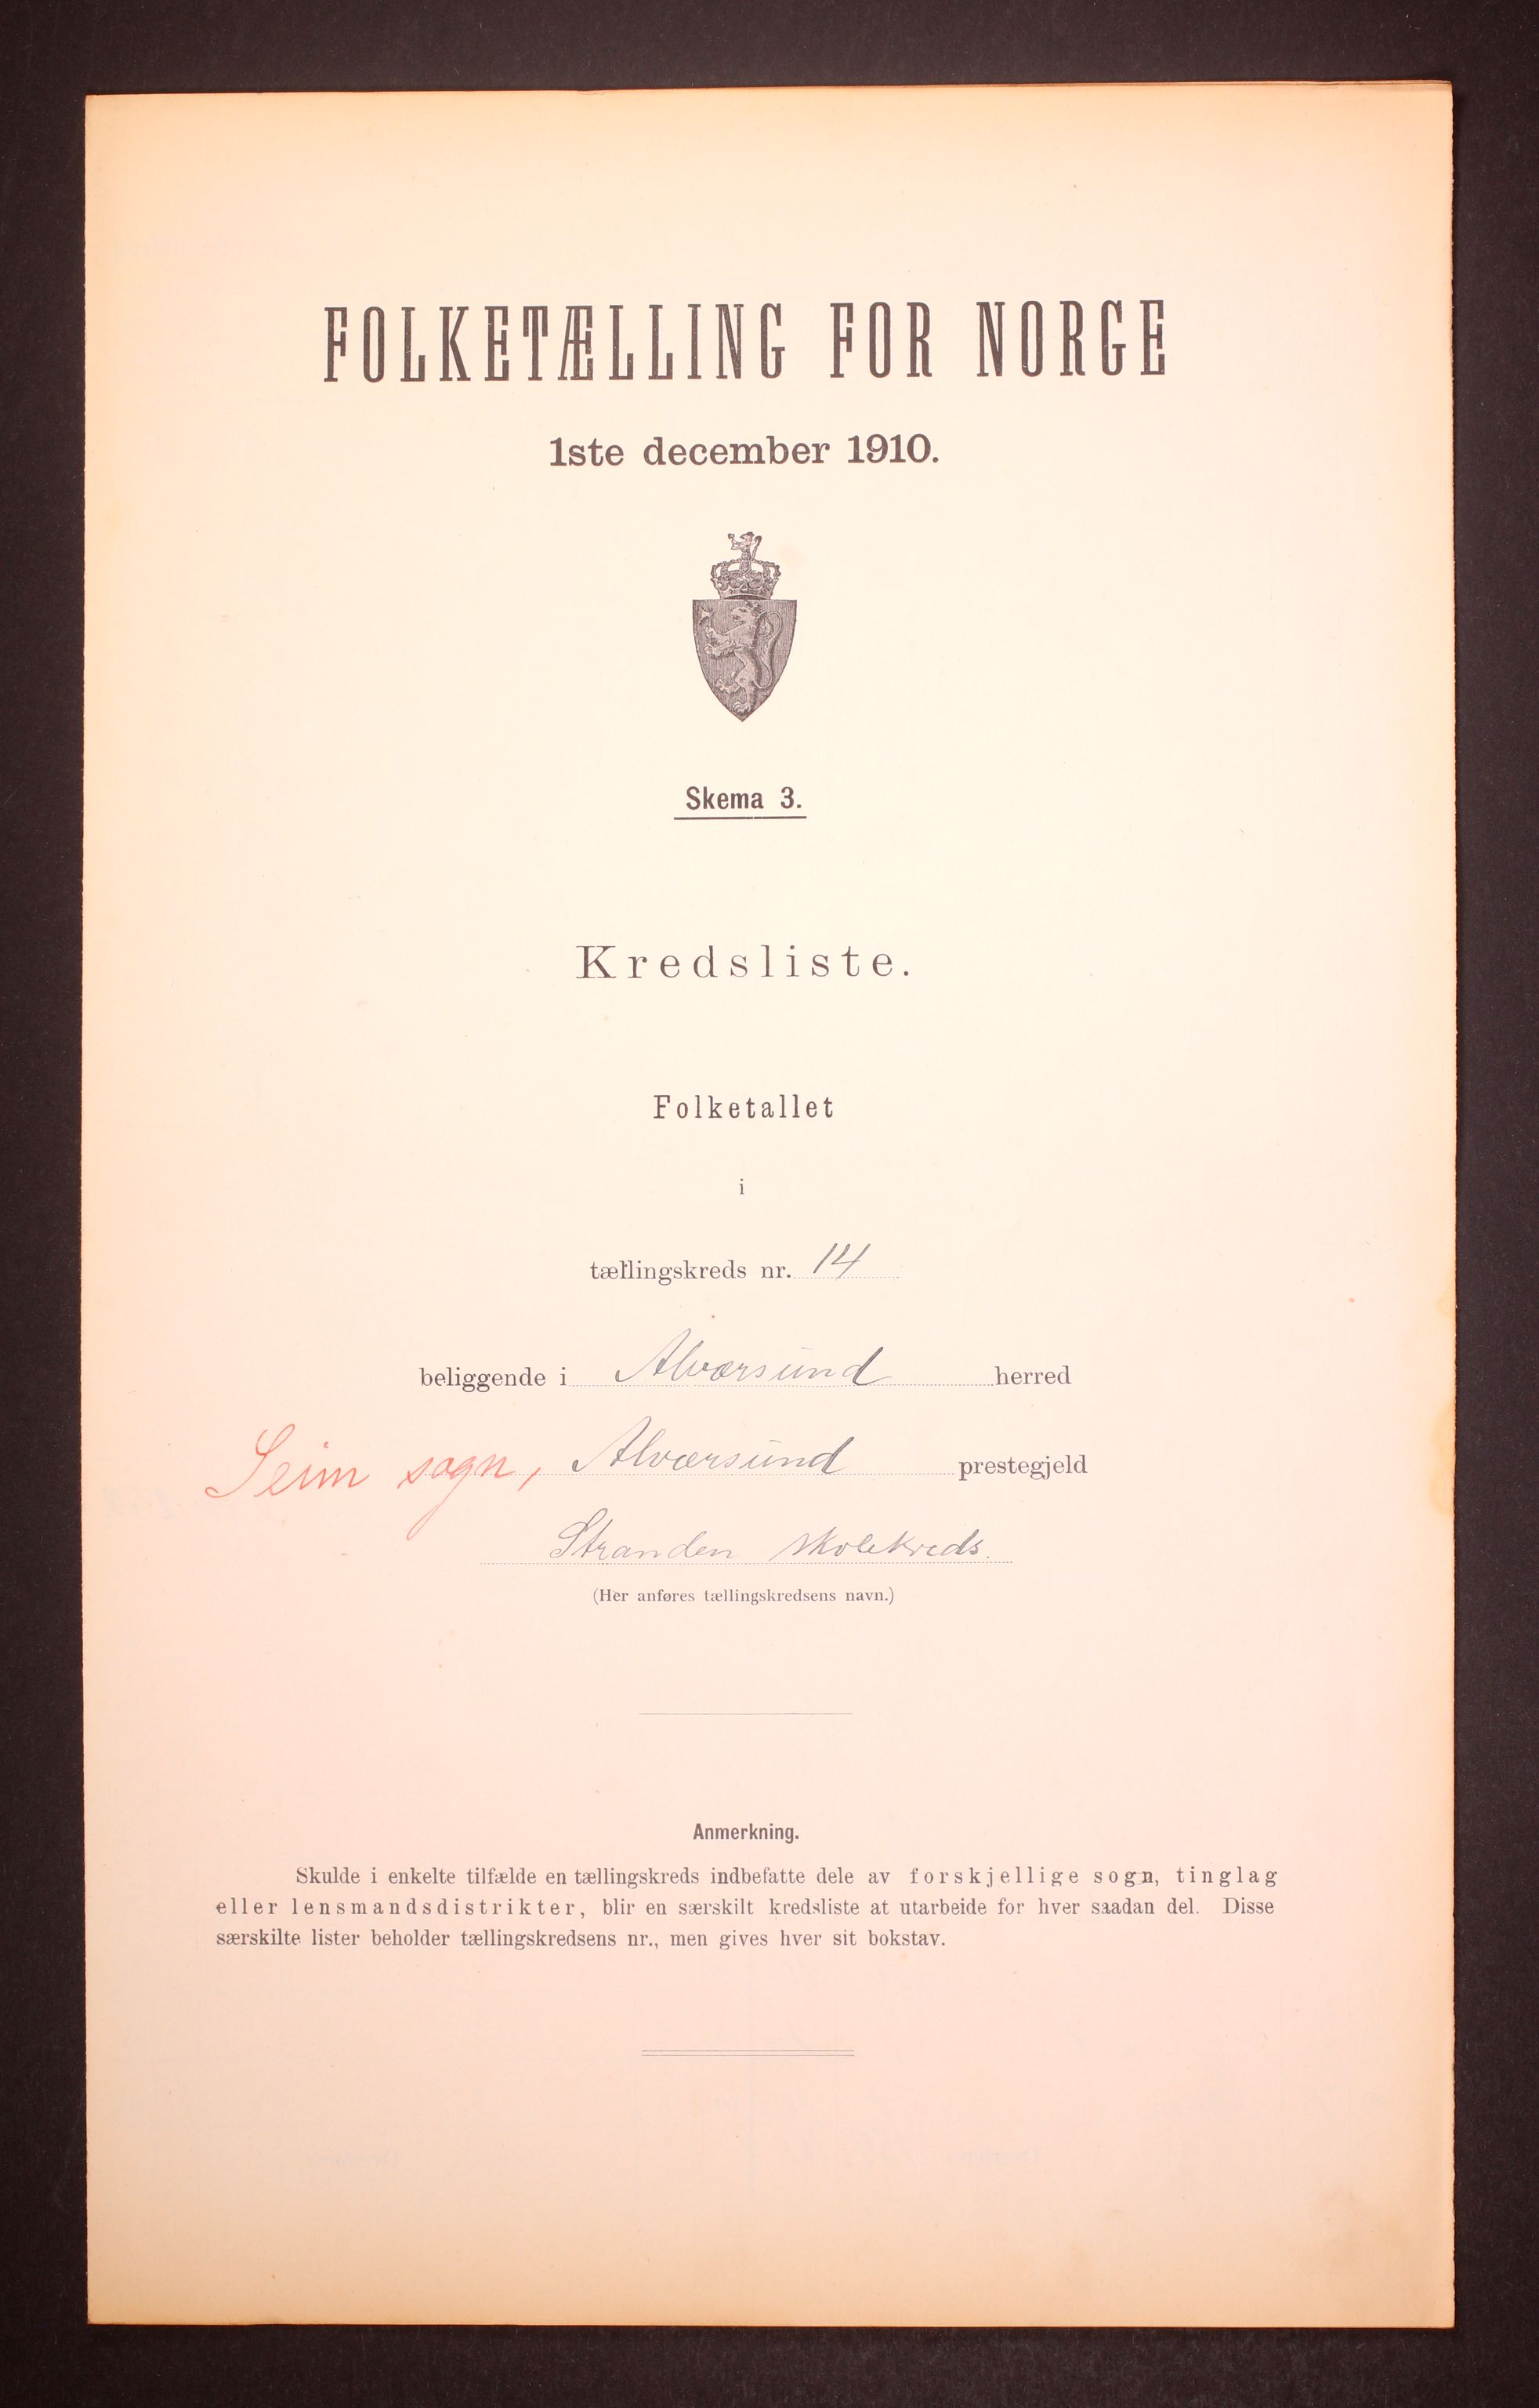 FOLKETÆLLING FOR NORGE
1ste december 1910.
Skema 3.
Kredsliste.
Folketallet
i
tællingskreds nr. 14
beliggende i Alværsund herred
Seim sogn, Alværsund prestegjeld
Stranden skolekreds.
(Her anføres tællingskredsens navn.)
Anmerkning.
Skulde i enkelte tilfælde en tællingskreds indbefatte dele av forskjellige sogn, tinglag
eller lensmandsdistrikter, blir en særskilt kredsliste at utarbeide for hver saadan del. Disse
særskilte lister beholder tællingskredsens nr., men gives hver sit bokstav.